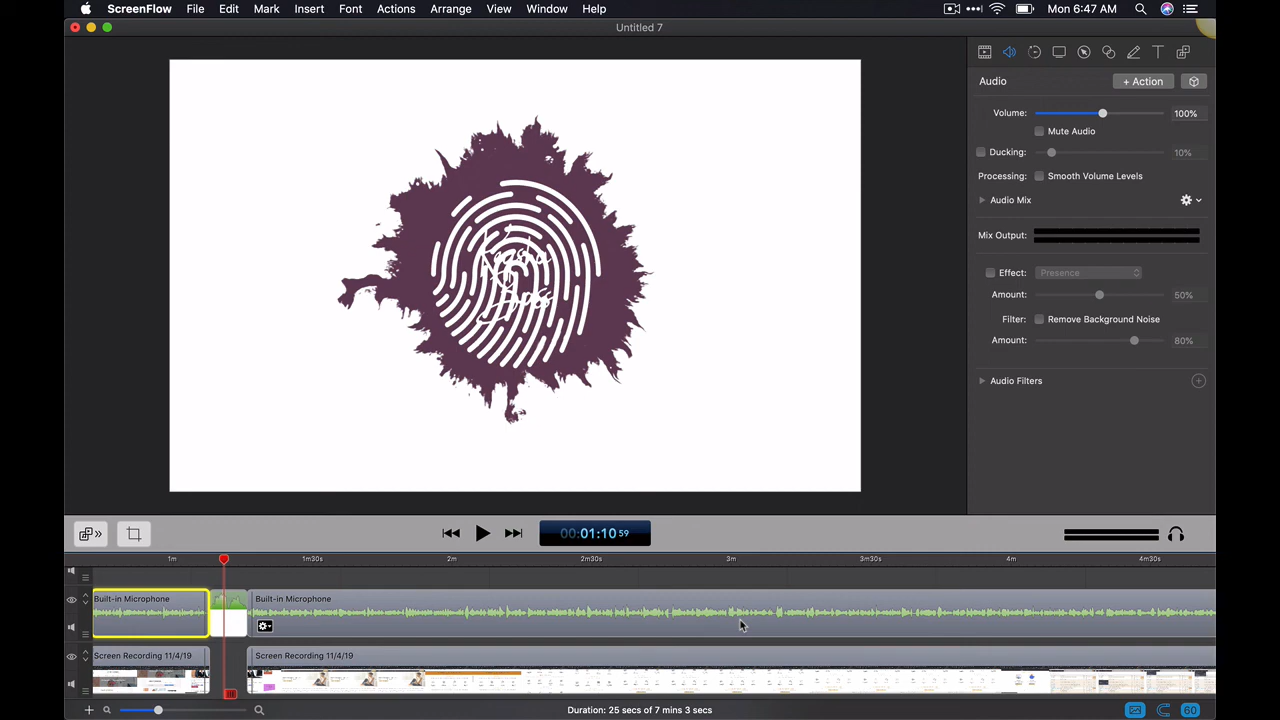 ScreenFlow File Edit Mark Insert Font Actions Arrange View Window Help Mon 6:47 AM
Untitled 7
Audio + Action
Volume: 100%
Mute Audio
Ducking: 10%
Processing: Smooth Volume Levels
Audio Mix
Mix Output:
Effect: Presence
Amount: 50%
Filter: Remove Background Noise
Amount: 80%
Audio Filters
00:01:10 59
1m 1m30s 2m 2m30s 3m 3m30s 4m 4m30s
Built-in Microphone Built-in Microphone
Screen Recording 11/4/19 Screen Recording 11/4/19
Duration: 25 secs of 7 mins 3 secs 60